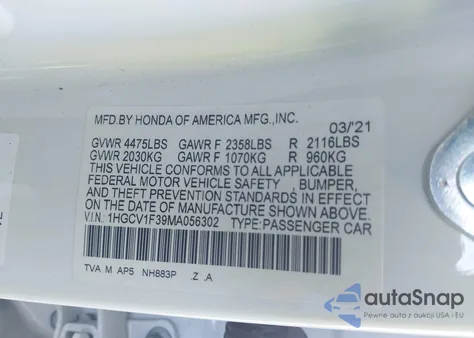 MFD.BY HONDA OF AMERICA MFG.,INC. 03/'21
GVWR 4475LBS GAWR F 2358LBS R 2116LBS
GVWR 2030KG GAWR F 1070KG R 960KG
THIS VEHICLE CONFORMS TO ALL APPLICABLE
FEDERAL MOTOR VEHICLE SAFETY , BUMPER,
AND THEFT PREVENTION STANDARDS IN EFFECT
ON THE DATE OF MANUFACTURE SHOWN ABOVE.
V.I.N.: 1HGCV1F39MA056302 TYPE:PASSENGER CAR
TVA M AP5 NH883P .Z .A
autoSnap
Pewne auto z aukcji w USA i EU